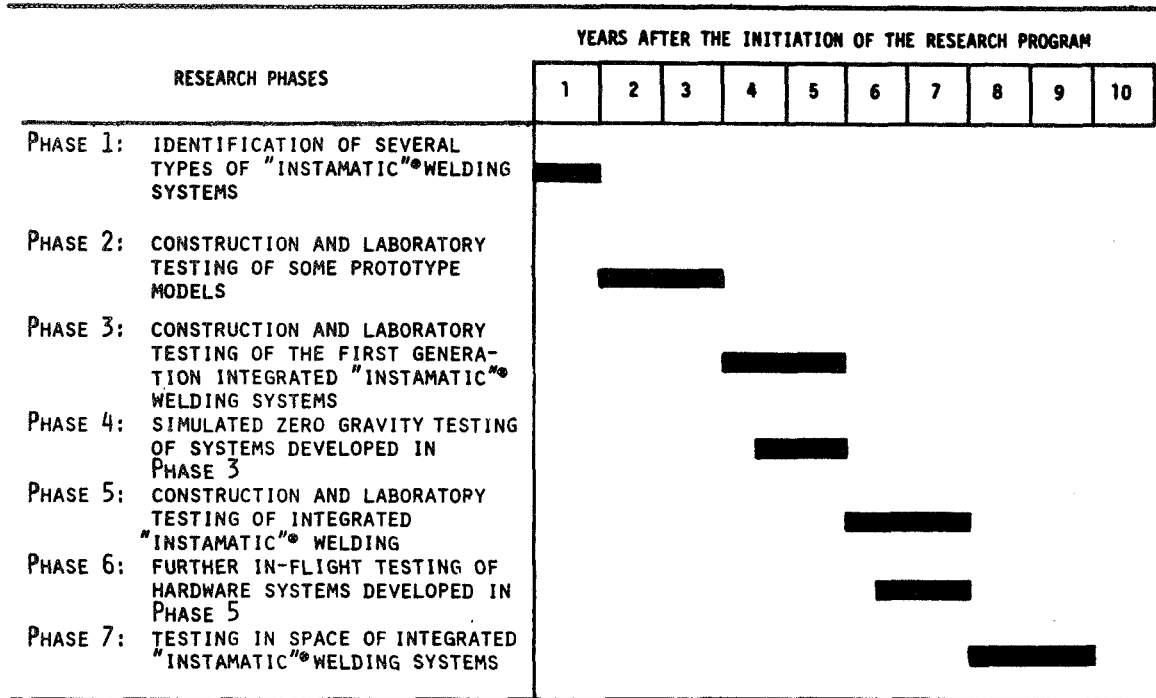 YEARS AFTER THE INITIATION OF THE RESEARCH PROGRAM
RESEARCH PHASES
1 2 3 4 5 6 7 8 9 10
PHASE 1: IDENTIFICATION OF SEVERAL
TYPES OF "INSTAMATIC"® WELDING
SYSTEMS
PHASE 2: CONSTRUCTION AND LABORATORY
TESTING OF SOME PROTOTYPE
MODELS
PHASE 3: CONSTRUCTION AND LABORATORY
TESTING OF THE FIRST GENERA-
TION INTEGRATED "INSTAMATIC"®
WELDING SYSTEMS
PHASE 4: SIMULATED ZERO GRAVITY TESTING
OF SYSTEMS DEVELOPED IN
PHASE 3
PHASE 5: CONSTRUCTION AND LABORATORY
TESTING OF INTEGRATED
"INSTAMATIC"® WELDING
PHASE 6: FURTHER IN-FLIGHT TESTING OF
HARDWARE SYSTEMS DEVELOPED IN
PHASE 5
PHASE 7: TESTING IN SPACE OF INTEGRATED
"INSTAMATIC"® WELDING SYSTEMS